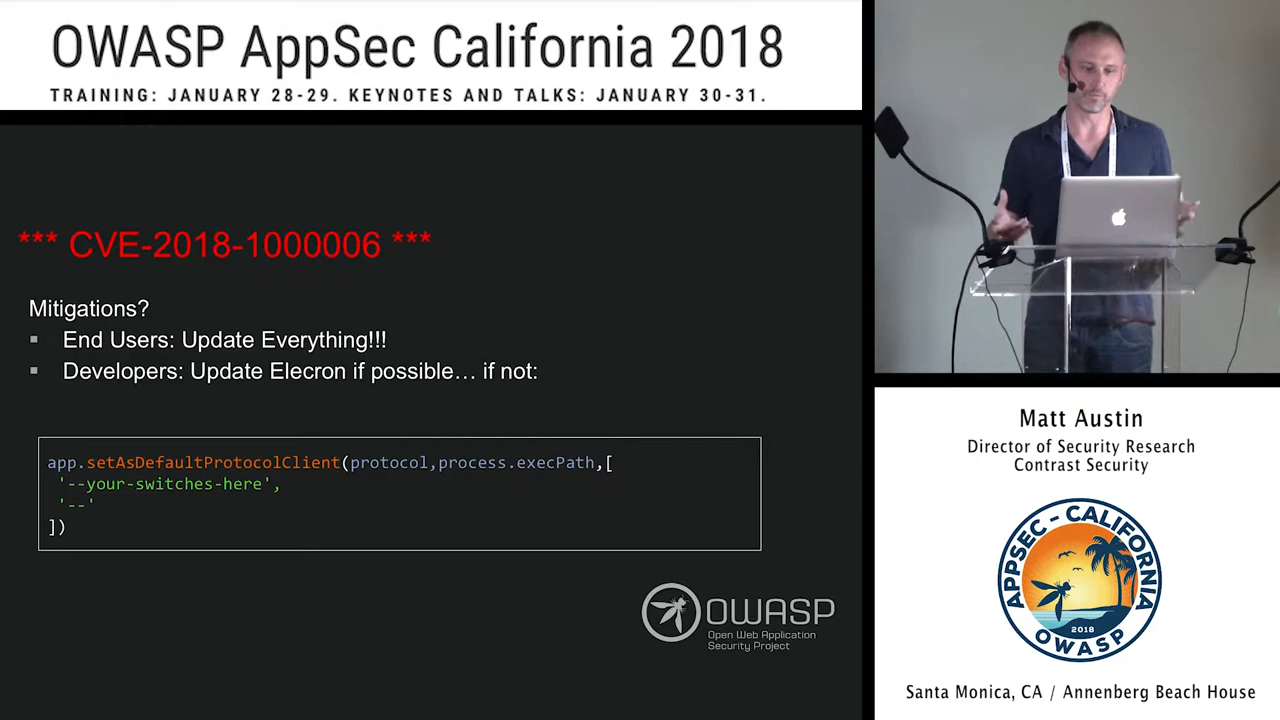 OWASP AppSec California 2018
TRAINING: JANUARY 28-29. KEYNOTES AND TALKS: JANUARY 30-31.
*** CVE-2018-1000006 ***
Mitigations?
▪ End Users: Update Everything!!!
▪ Developers: Update Elecron if possible… if not:
app.setAsDefaultProtocolClient(protocol,process.execPath,[
'--your-switches-here',
'--'
])
OWASP
Open Web Application
Security Project
Matt Austin
Director of Security Research
Contrast Security
APPSEC - CALIFORNIA
2018
OWASP
Santa Monica, CA / Annenberg Beach House